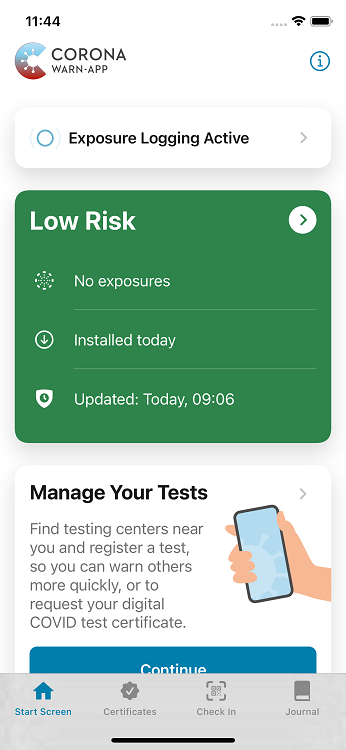 11:44
CORONA
WARN-APP
Exposure Logging Active
Low Risk
No exposures
Installed today
Updated: Today, 09:06
Manage Your Tests
Find testing centers near
you and register a test,
so you can warn others
more quickly, or to
request your digital
COVID test certificate.
Continue
Start Screen
Certificates
Check In
Journal